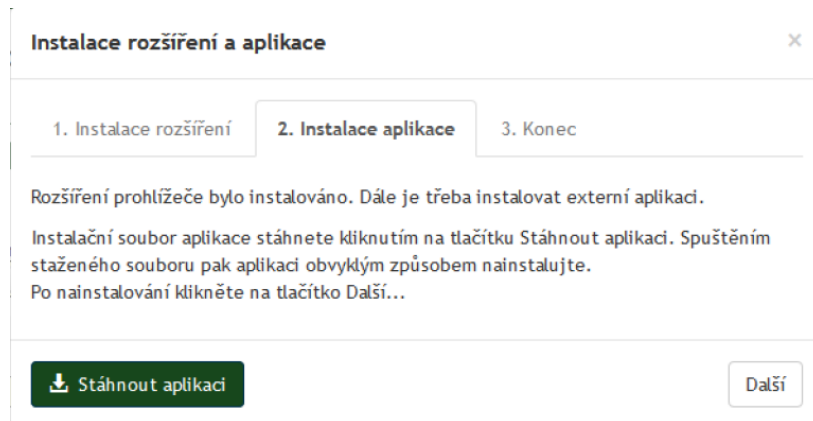 Instalace rozšíření a aplikace
×
1. Instalace rozšíření 2. Instalace aplikace 3. Konec
Rozšíření prohlížeče bylo instalováno. Dále je třeba instalovat externí aplikaci.
Instalační soubor aplikace stáhnete kliknutím na tlačítku Stáhnout aplikaci. Spuštěním
staženého souboru pak aplikaci obvyklým způsobem nainstalujte.
Po nainstalování klikněte na tlačítko Další...
Stáhnout aplikaci Další